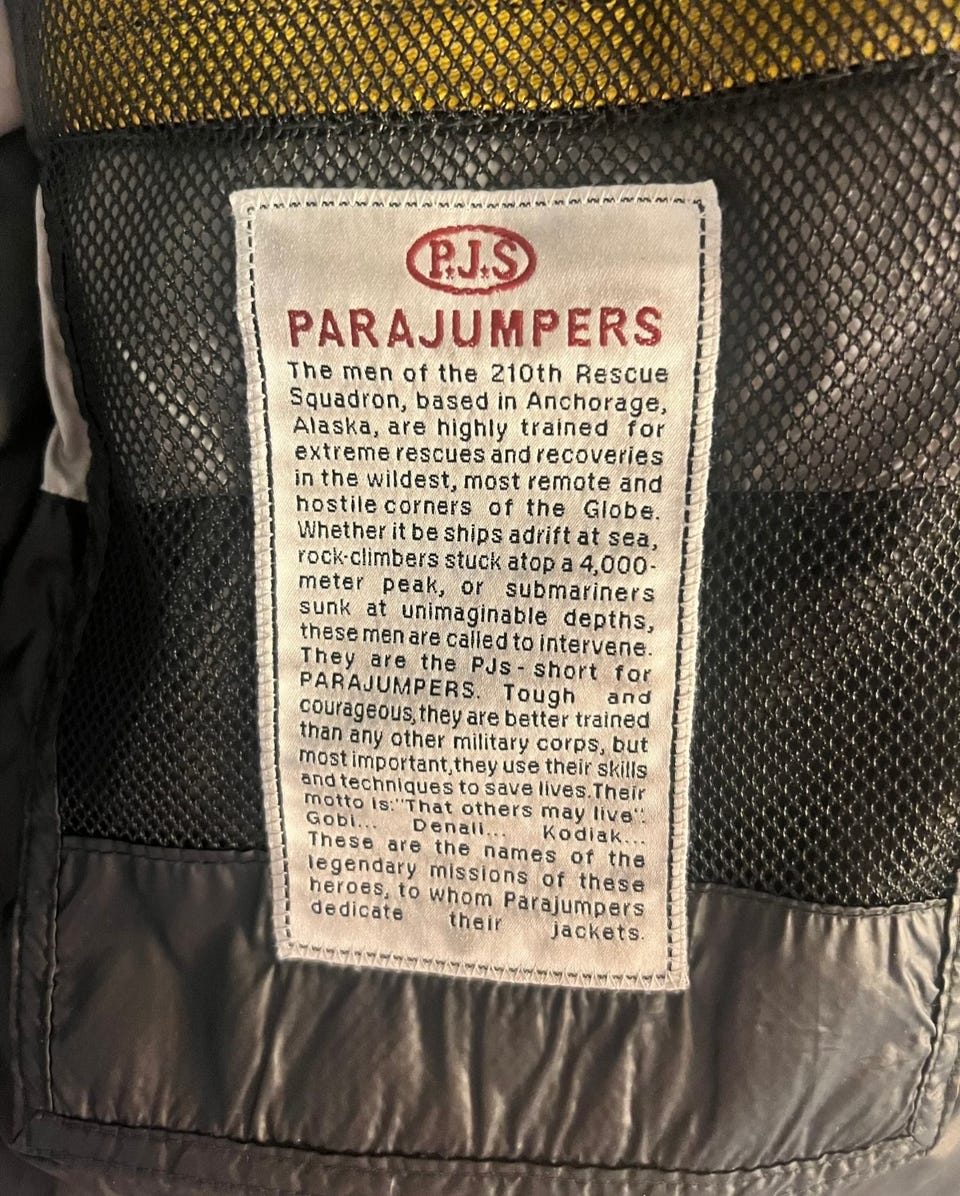 P.J.S
PARAJUMPERS
The men of the 210th Rescue
Squadron, based in Anchorage,
Alaska, are highly trained for
extreme rescues and recoveries
in the wildest, most remote and
hostile corners of the Globe.
Whether it be ships adrift at sea,
rock-climbers stuck atop a 4,000-
meter peak, or submariners
sunk at unimaginable depths,
these men are called to intervene.
They are the PJs - short for
PARAJUMPERS. Tough and
courageous, they are better trained
than any other military corps, but
most important, they use their skills
and techniques to save lives. Their
motto is: "That others may live".
Gobi... Denali... Kodiak...
These are the names of the
legendary missions of these
heroes, to whom Parajumpers
dedicate their jackets.